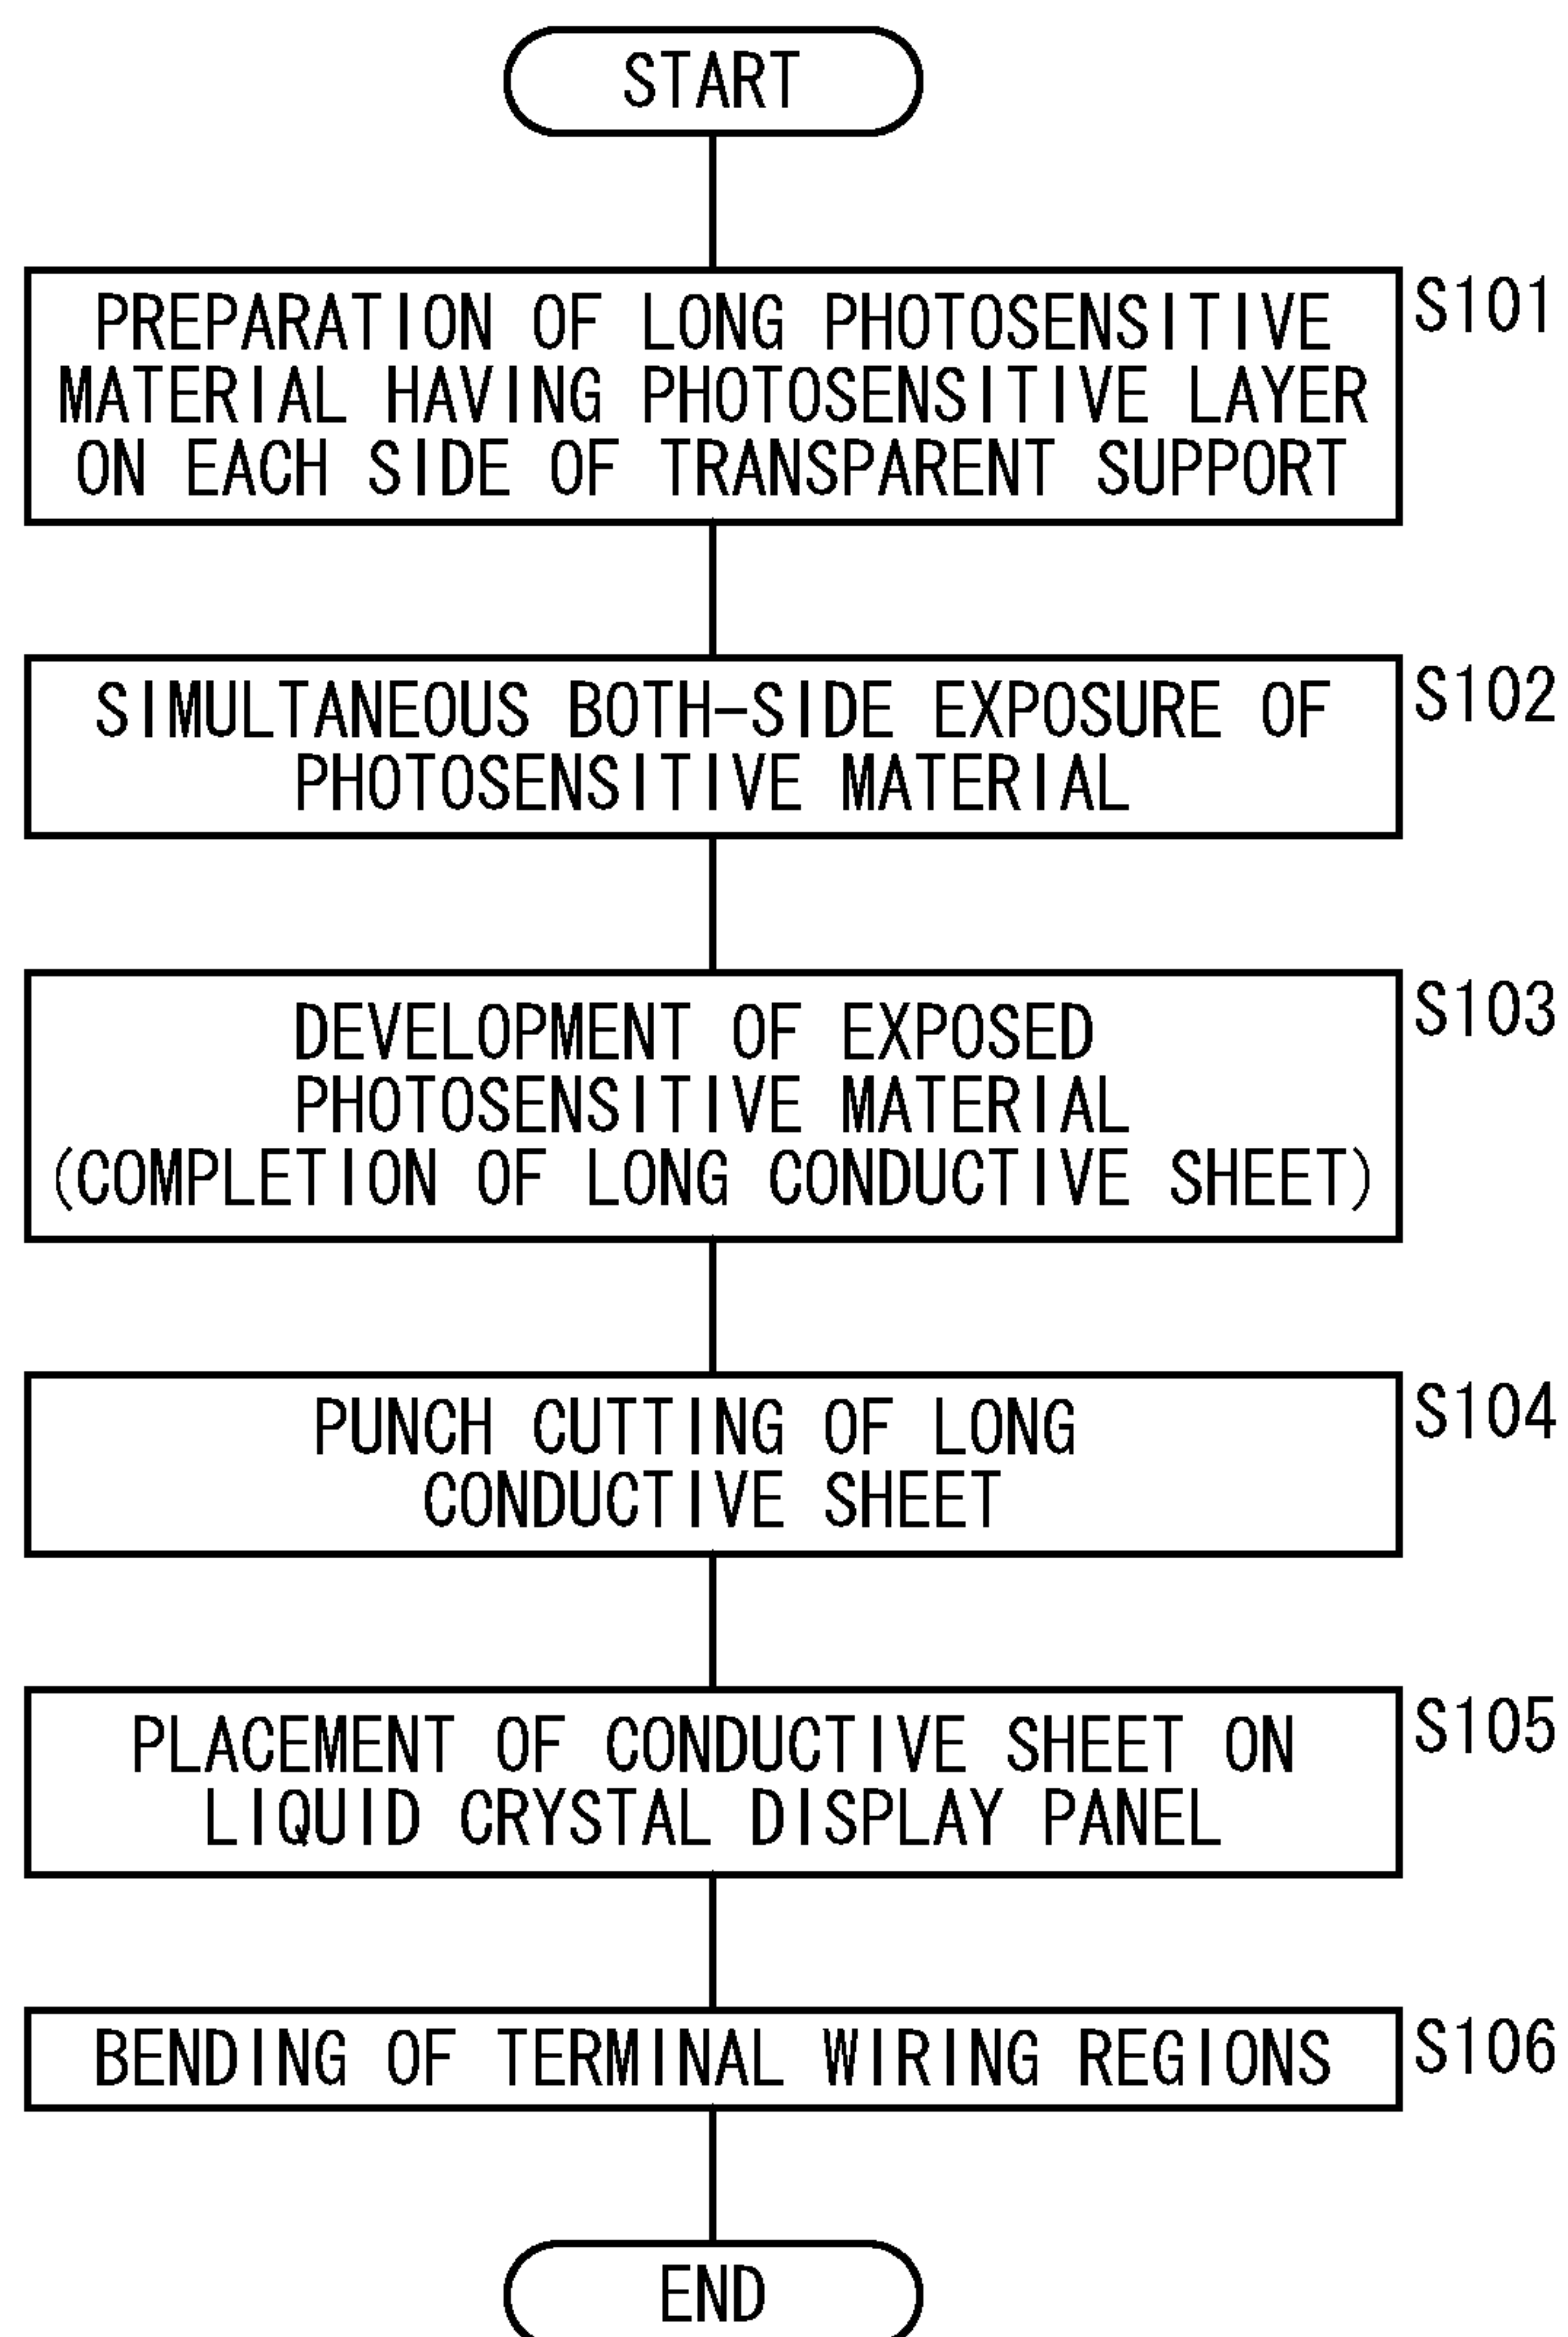 START
PREPARATION OF LONG PHOTOSENSITIVE
MATERIAL HAVING PHOTOSENSITIVE LAYER
ON EACH SIDE OF TRANSPARENT SUPPORT
S101
SIMULTANEOUS BOTH-SIDE EXPOSURE OF
PHOTOSENSITIVE MATERIAL
S102
DEVELOPMENT OF EXPOSED
PHOTOSENSITIVE MATERIAL
(COMPLETION OF LONG CONDUCTIVE SHEET)
S103
PUNCH CUTTING OF LONG
CONDUCTIVE SHEET
S104
PLACEMENT OF CONDUCTIVE SHEET ON
LIQUID CRYSTAL DISPLAY PANEL
S105
BENDING OF TERMINAL WIRING REGIONS
S106
END